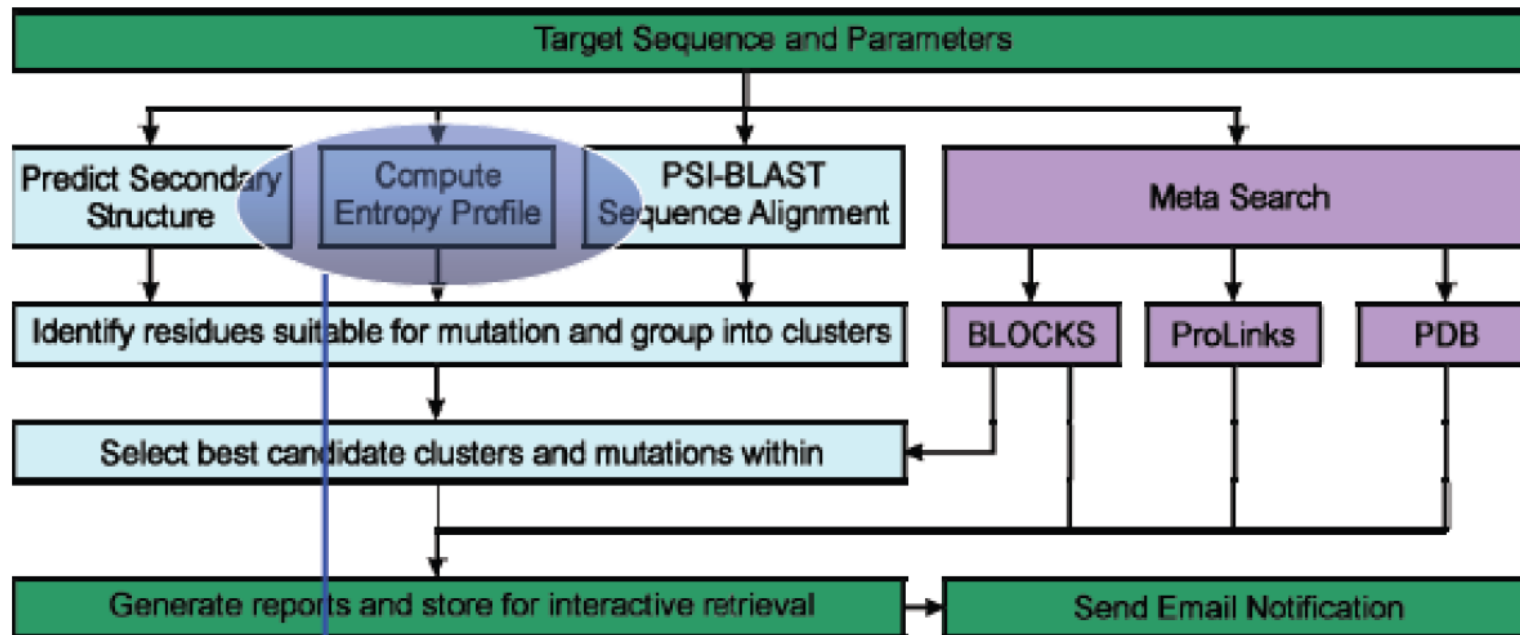 Target Sequence and Parameters
Predict Secondary
Structure
Compute
Entropy Profile
PSI-BLAST
Sequence Alignment
Meta Search
Identify residues suitable for mutation and group into clusters
BLOCKS
ProLinks
PDB
Select best candidate clusters and mutations within
Generate reports and store for interactive retrieval
Send Email Notification